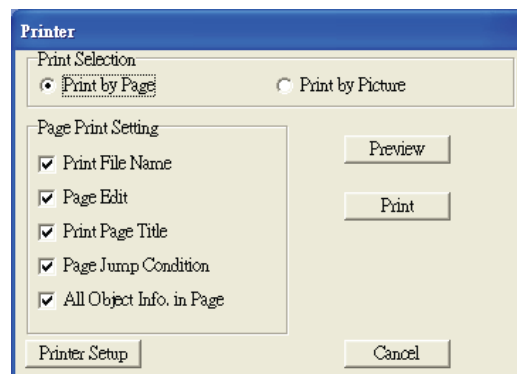 Printer
Print Selection
Print by Page
Print by Picture
Page Print Setting
Print File Name
Page Edit
Print Page Title
Page Jump Condition
All Object Info. in Page
Preview
Print
Printer Setup
Cancel